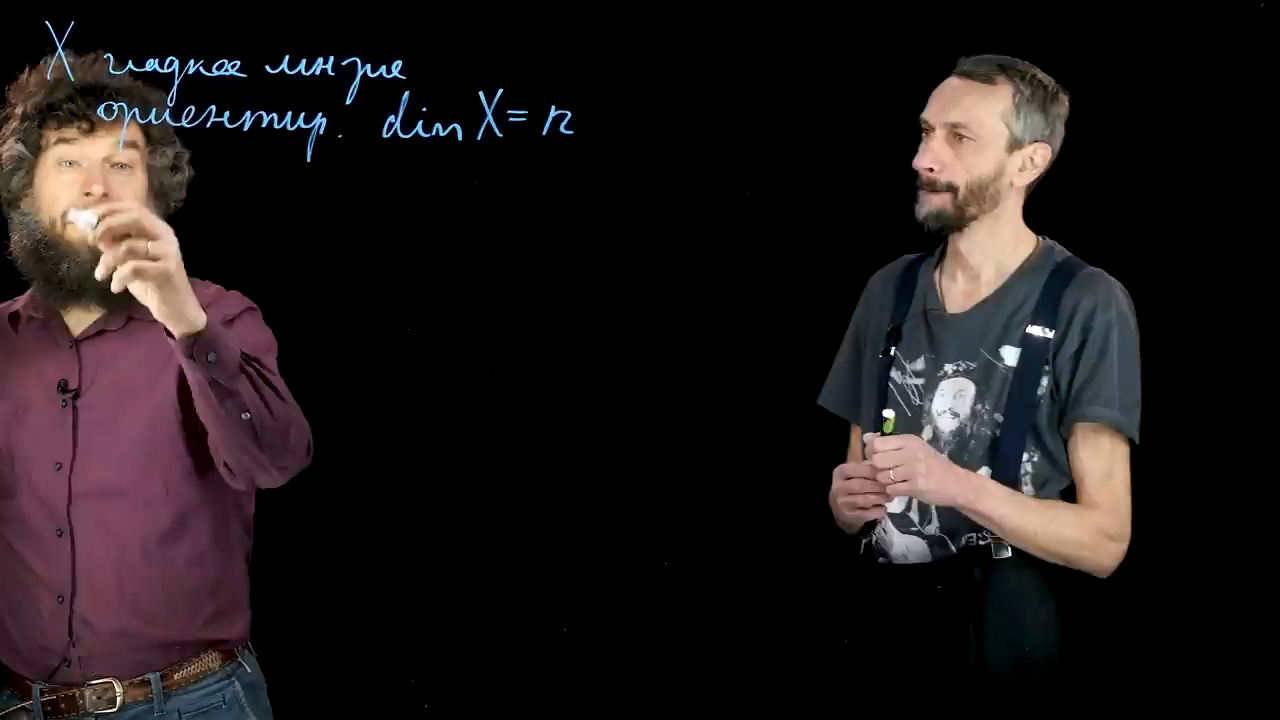 X гладкое мн-зие
ориентир. dim X = n